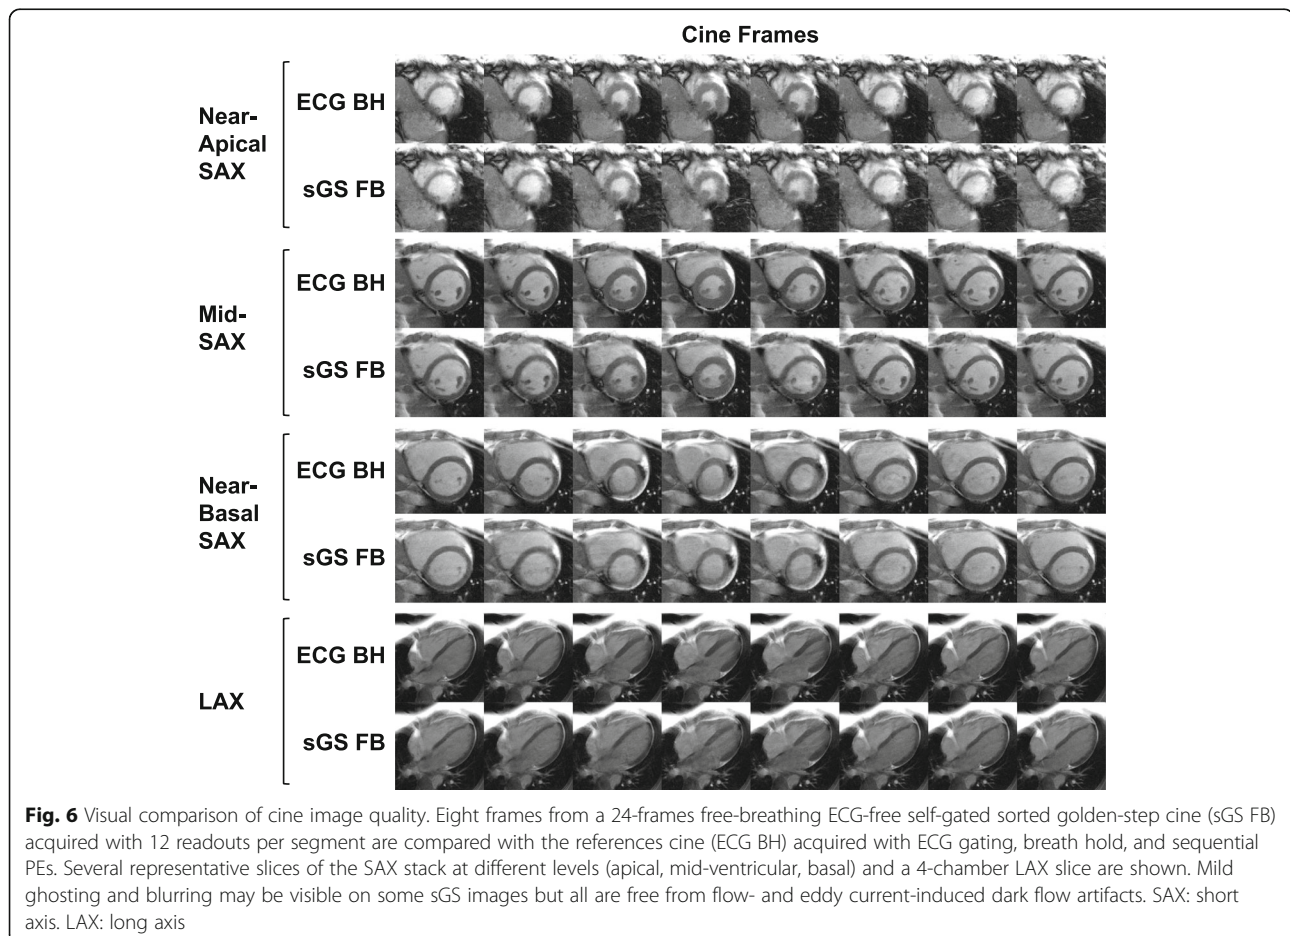 Cine Frames
Near-
Apical
SAX
ECG BH
sGS FB
Mid-
SAX
ECG BH
sGS FB
Near-
Basal
SAX
ECG BH
sGS FB
LAX
ECG BH
sGS FB
Fig. 6 Visual comparison of cine image quality. Eight frames from a 24-frames free-breathing ECG-free self-gated sorted golden-step cine (sGS FB)
acquired with 12 readouts per segment are compared with the references cine (ECG BH) acquired with ECG gating, breath hold, and sequential
PEs. Several representative slices of the SAX stack at different levels (apical, mid-ventricular, basal) and a 4-chamber LAX slice are shown. Mild
ghosting and blurring may be visible on some sGS images but all are free from flow- and eddy current-induced dark flow artifacts. SAX: short
axis. LAX: long axis